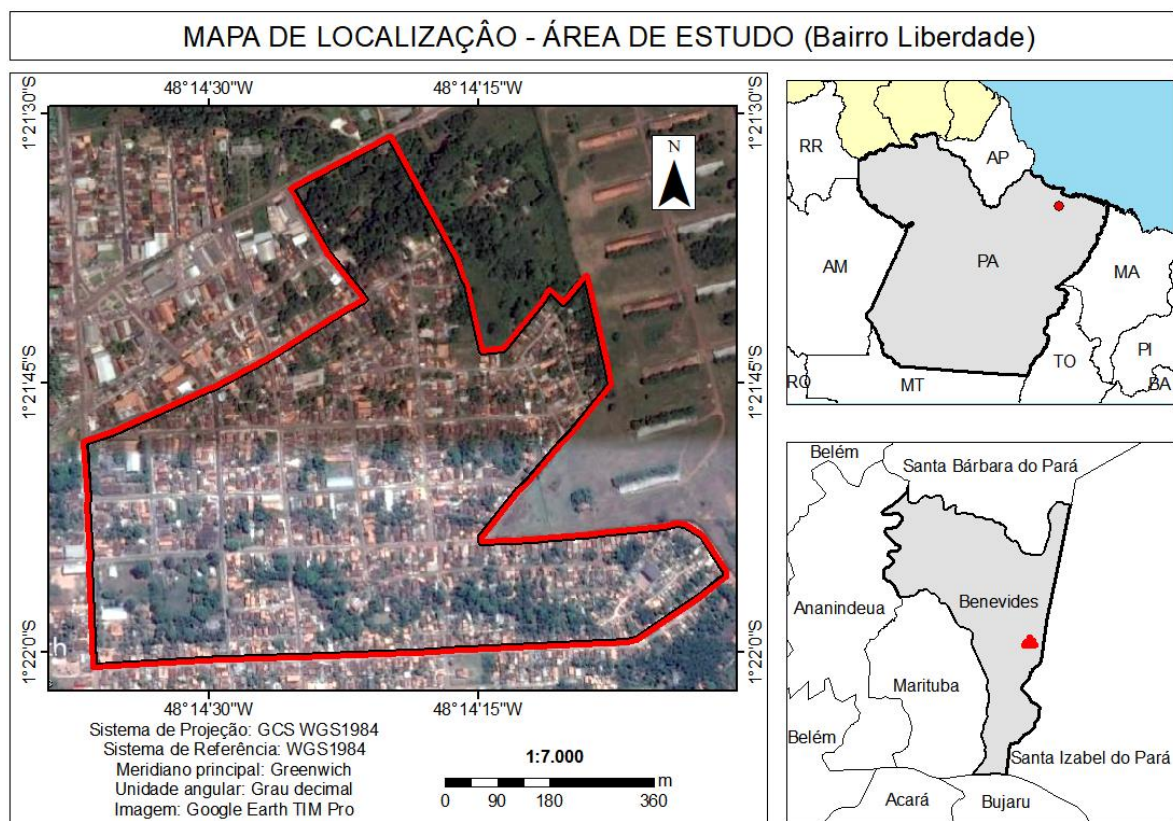 MAPA DE LOCALIZAÇÂO - ÁREA DE ESTUDO (Bairro Liberdade)
48°14'30"W 48°14'15"W
1°21'30"S 1°21'30"S
1°21'45"S 1°21'45"S
1°22'0"S 1°22'0"S
N
h
48°14'30"W 48°14'15"W
Sistema de Projeção: GCS WGS1984
Sistema de Referência: WGS1984
Meridiano principal: Greenwich
Unidade angular: Grau decimal
Imagem: Google Earth TIM Pro
1:7.000
m
0 90 180 360
RR
AP
AM
PA
MA
TO
PI
RO
MT
BA
Belém
Santa Bárbara do Pará
Ananindeua
Benevides
Marituba
Belém
Santa Izabel do Pará
Acará
Bujaru